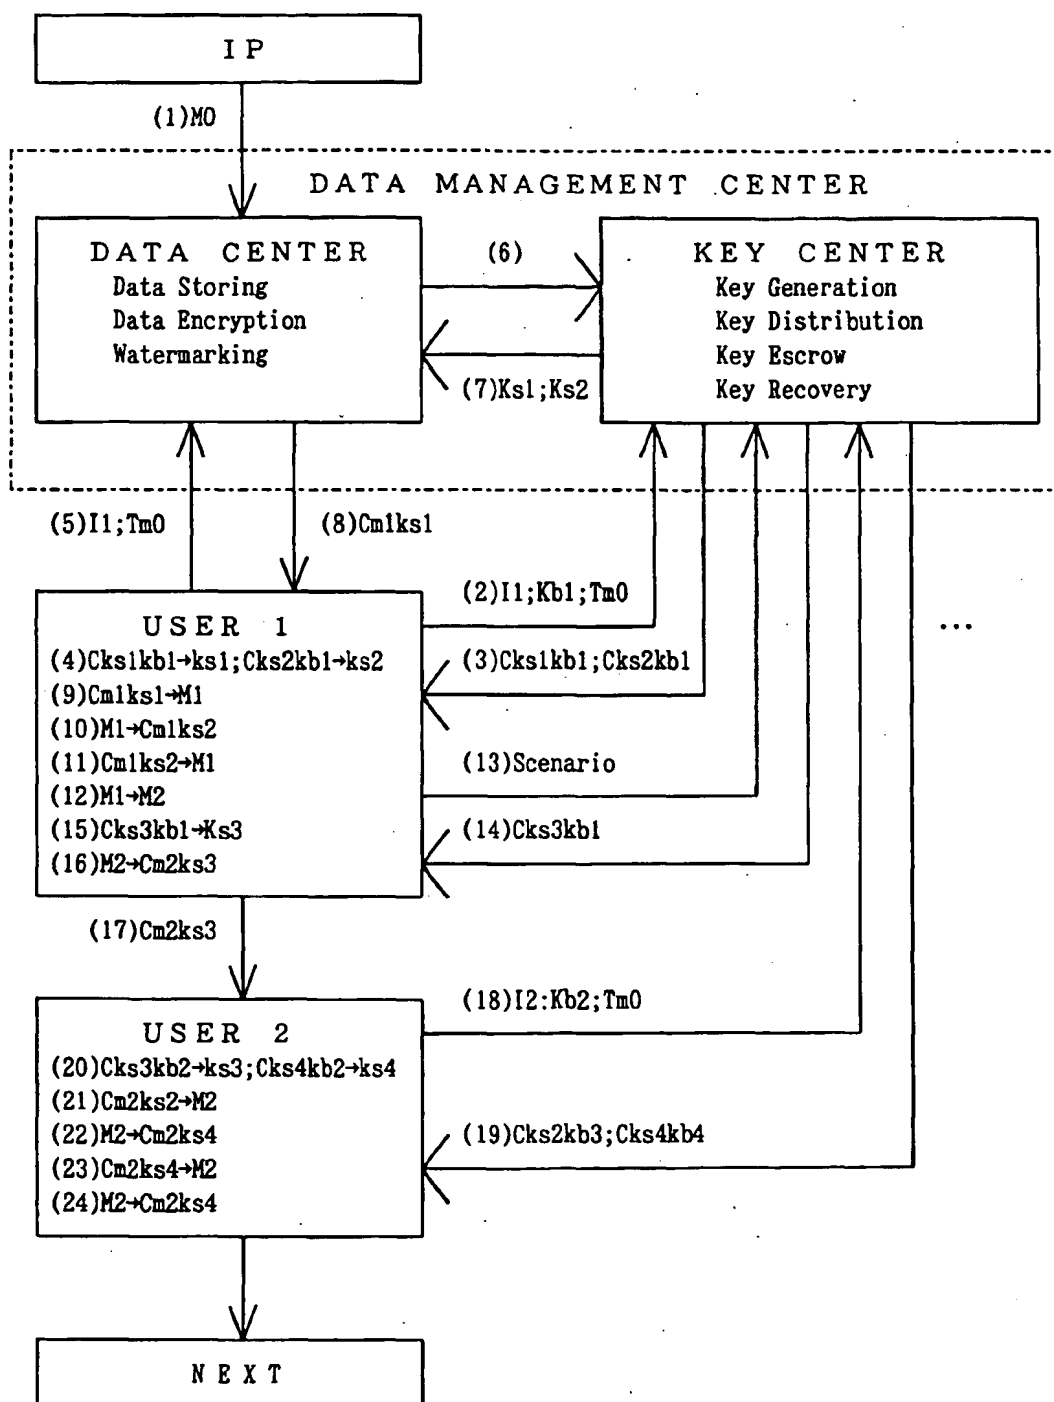 IP
(1)M0
DATA MANAGEMENT CENTER
DATA CENTER
Data Storing
Data Encryption
Watermarking
(6)
(7)Ks1;Ks2
KEY CENTER
Key Generation
Key Distribution
Key Escrow
Key Recovery
(5)I1;Tm0
(8)Cm1ks1
(2)I1;Kb1;Tm0
USER 1
(4)Cks1kb1→ks1;Cks2kb1→ks2
(9)Cm1ks1→M1
(10)M1→Cm1ks2
(11)Cm1ks2→M1
(12)M1→M2
(15)Cks3kb1→Ks3
(16)M2→Cm2ks3
(3)Cks1kb1;Cks2kb1
(13)Scenario
(14)Cks3kb1
...
(17)Cm2ks3
(18)I2:Kb2;Tm0
USER 2
(20)Cks3kb2→ks3;Cks4kb2→ks4
(21)Cm2ks2→M2
(22)M2→Cm2ks4
(23)Cm2ks4→M2
(24)M2→Cm2ks4
(19)Cks2kb3;Cks4kb4
NEXT